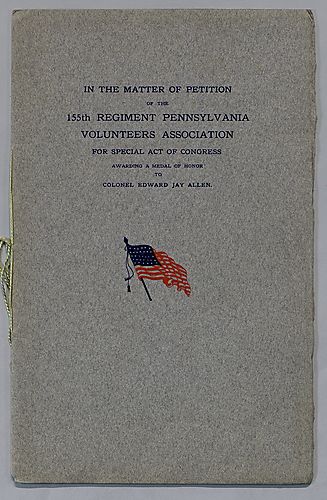 IN THE MATTER OF PETITION
OF THE
155th REGIMENT PENNSYLVANIA
VOLUNTEERS ASSOCIATION
FOR SPECIAL ACT OF CONGRESS
AWARDING A MEDAL OF HONOR
TO
COLONEL EDWARD JAY ALLEN.